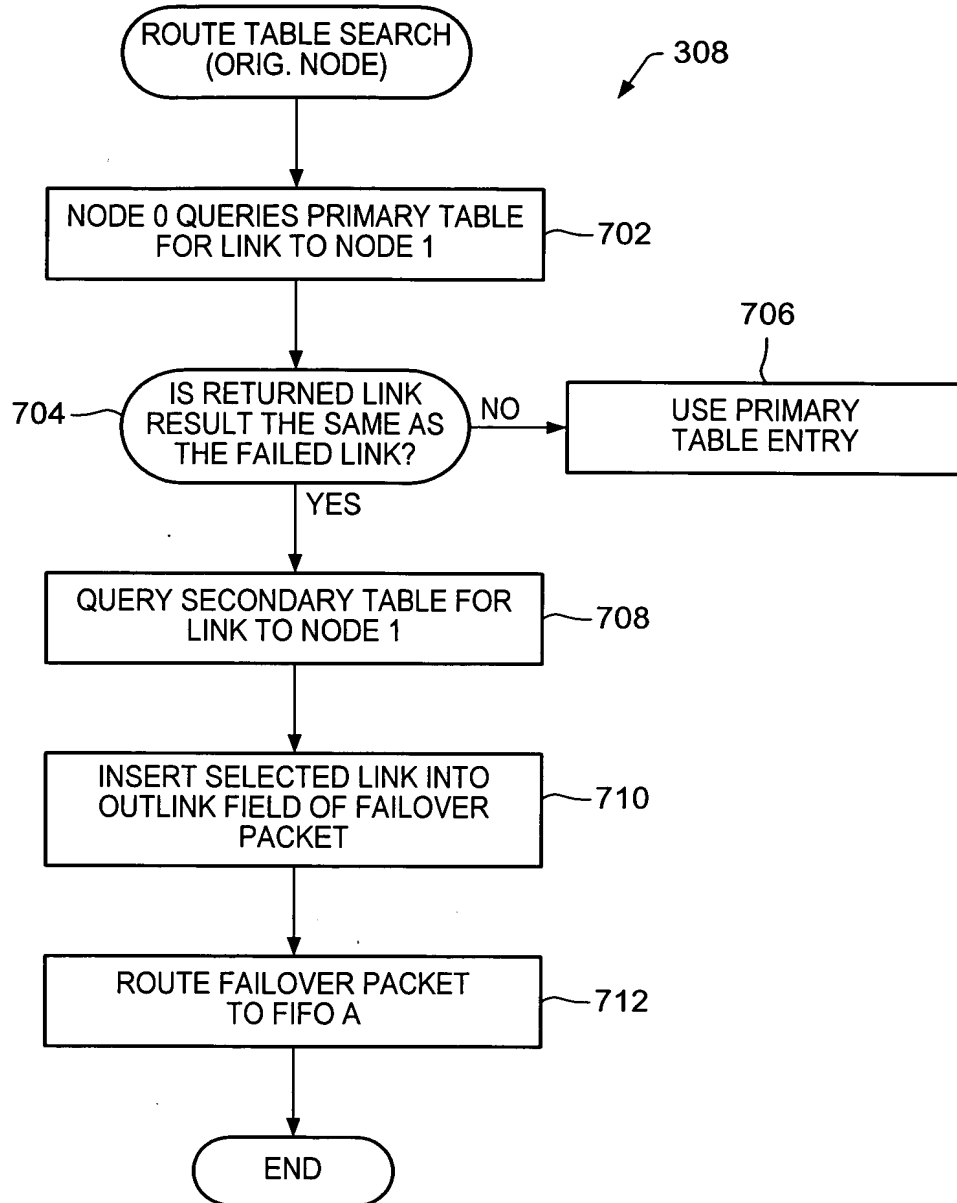 ROUTE TABLE SEARCH
(ORIG. NODE)
308
NODE 0 QUERIES PRIMARY TABLE
FOR LINK TO NODE 1
702
706
704
IS RETURNED LINK
RESULT THE SAME AS
THE FAILED LINK?
NO
USE PRIMARY
TABLE ENTRY
YES
QUERY SECONDARY TABLE FOR
LINK TO NODE 1
708
INSERT SELECTED LINK INTO
OUTLINK FIELD OF FAILOVER
PACKET
710
ROUTE FAILOVER PACKET
TO FIFO A
712
END